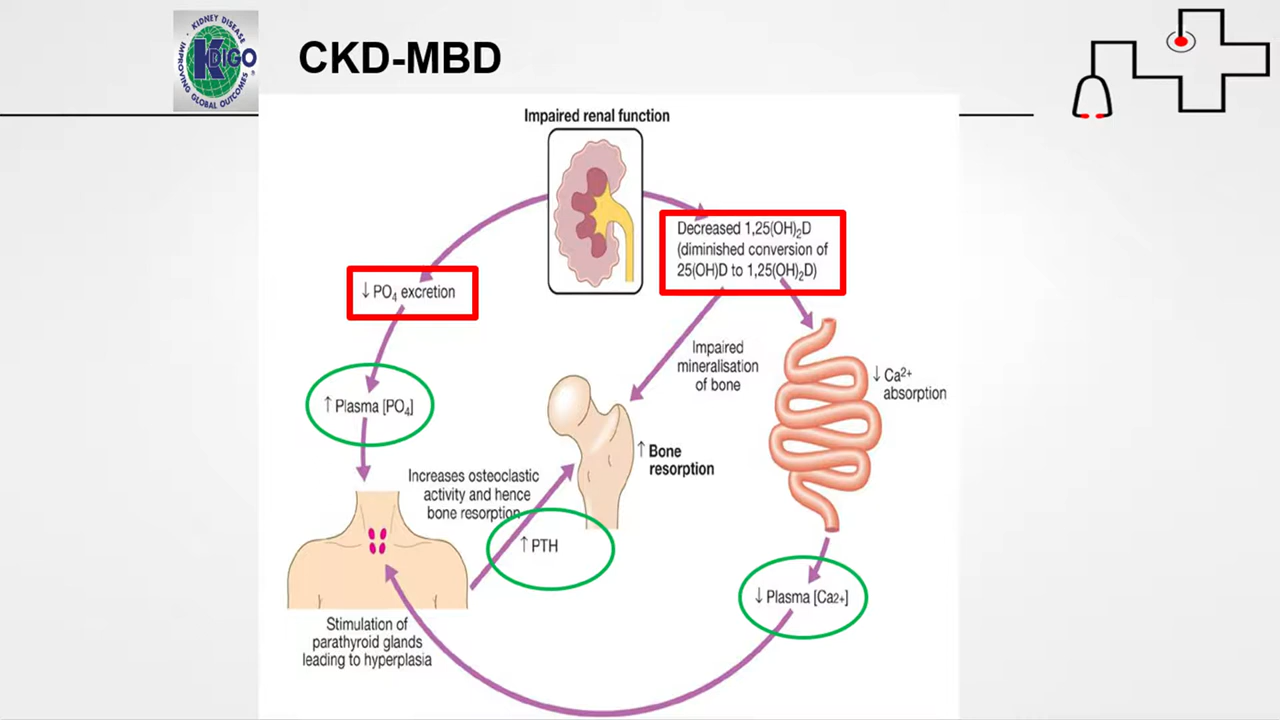 KIDNEY DISEASE
IMPROVING GLOBAL OUTCOMES
KDIGO
®
CKD-MBD
Impaired renal function
Decreased 1,25(OH)₂D
(diminished conversion of
25(OH)D to 1,25(OH)₂D)
↓ PO₄ excretion
Impaired
mineralisation
of bone
↓ Ca²⁺
absorption
↑ Plasma [PO₄]
↑ Bone
resorption
Increases osteoclastic
activity and hence
bone resorption
↑ PTH
↓ Plasma [Ca2+]
Stimulation of
parathyroid glands
leading to hyperplasia